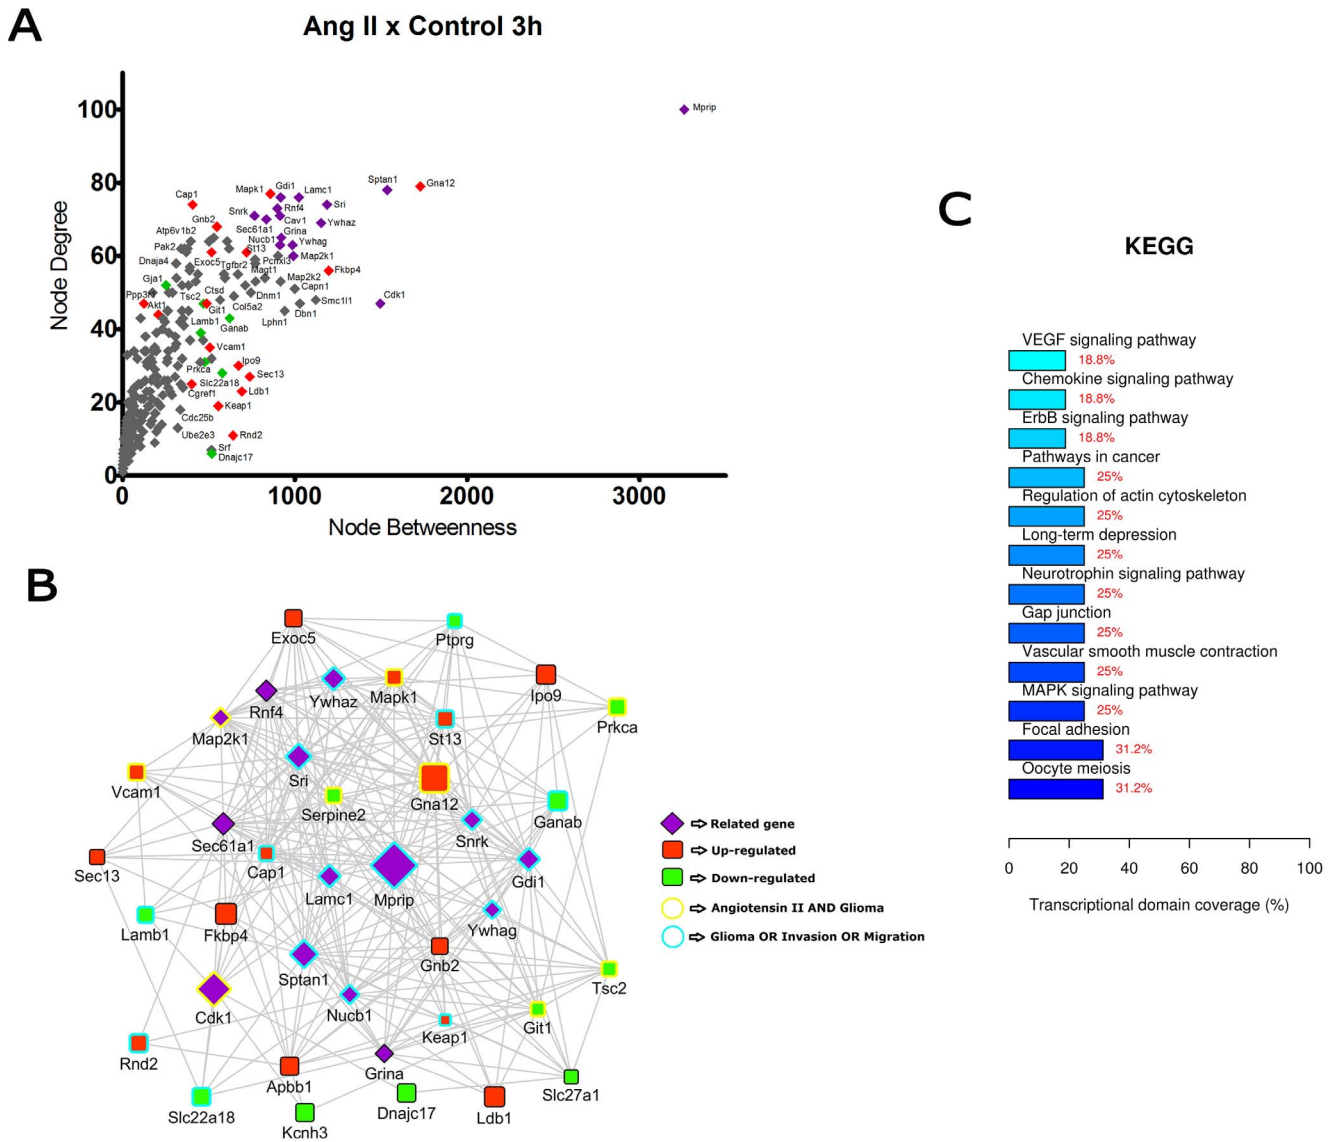 A
Ang II x Control 3h
Node Degree
100
80
60
40
20
0
0
1000
2000
3000
Node Betweenness
Mprip
Gna12
Sptan1
Gdi1
Lamc1
Mapk1
Cap1
Sri
Rnf4
Snrk
Cav1
Ywhaz
Gnb2
Sec61a1
Grina
Atp6v1b2
Nucb1
Ywhag
Pak2
St13
Map2k1
Dnaja4
Exoc5
Tgfbr2
Pcnxl3
Fkbp4
Magt1
Gja1
Map2k2
Capn1
Ctsd
Tsc2
Dnm1
Smc1l1
Cdk1
Akt1
Git1
Col5a2
Dbn1
Lamb1
Ganab
Lphn1
Vcam1
Prkca
Ipo9
Sec13
Slc22a18
Cgref1
Ldb1
Keap1
Cdc25b
Ube2e3
Rnd2
Srf
Dnajc17
B
Exoc5
Ptprg
Ywhaz
Mapk1
Ipo9
Rnf4
Prkca
Map2k1
St13
Sri
Vcam1
Gna12
Serpine2
Ganab
Snrk
Sec61a1
Cap1
Gdi1
Sec13
Lamc1
Mprip
Ywhag
Lamb1
Fkbp4
Gnb2
Sptan1
Tsc2
Nucb1
Cdk1
Git1
Keap1
Rnd2
Grina
Apbb1
Slc27a1
Slc22a18
Dnajc17
Ldb1
Kcnh3
⇨ Related gene
⇨ Up-regulated
⇨ Down-regulated
⇨ Angiotensin II AND Glioma
⇨ Glioma OR Invasion OR Migration
C
KEGG
VEGF signaling pathway
18.8%
Chemokine signaling pathway
18.8%
ErbB signaling pathway
18.8%
Pathways in cancer
25%
Regulation of actin cytoskeleton
25%
Long-term depression
25%
Neurotrophin signaling pathway
25%
Gap junction
25%
Vascular smooth muscle contraction
25%
MAPK signaling pathway
25%
Focal adhesion
31.2%
Oocyte meiosis
31.2%
0
20
40
60
80
100
Transcriptional domain coverage (%)